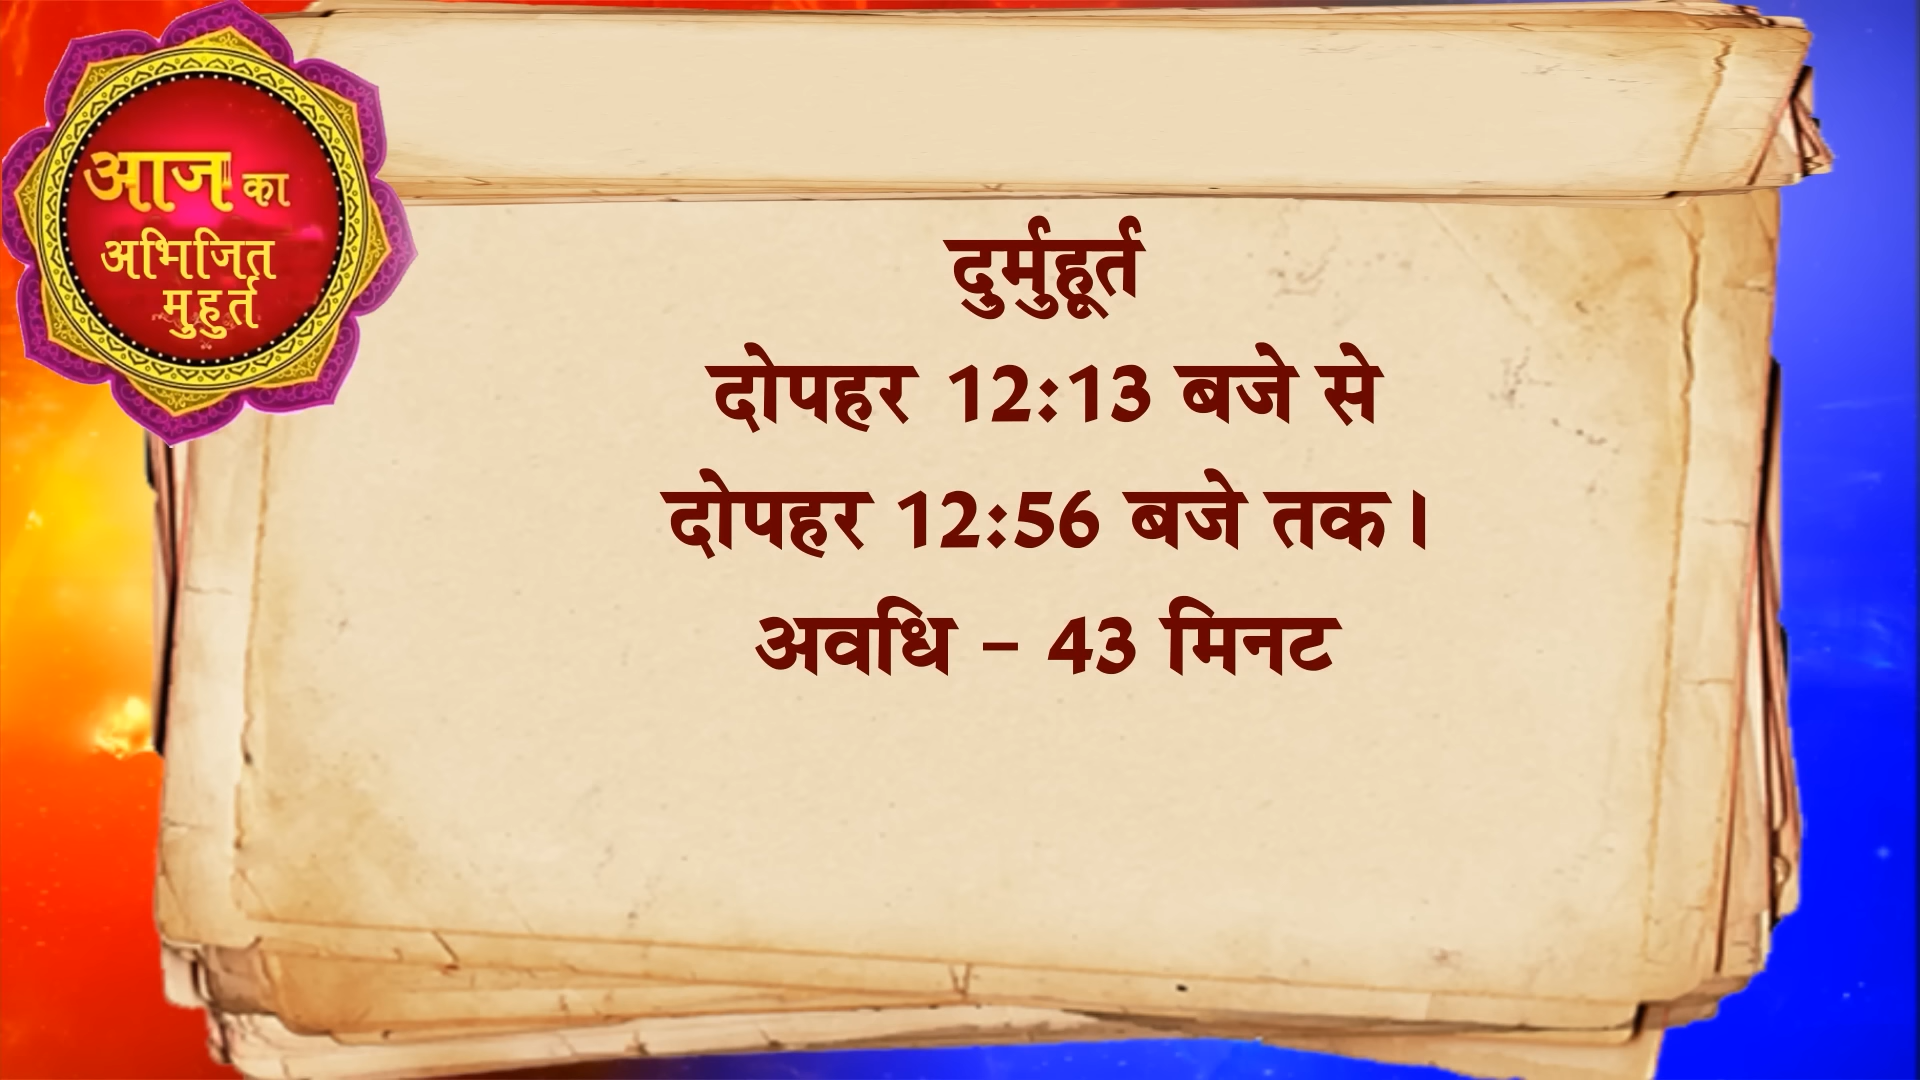 आज का
अभिजित
मुहुर्त
दुर्मुहूर्त
दोपहर 12:13 बजे से
दोपहर 12:56 बजे तक।
अवधि - 43 मिनट